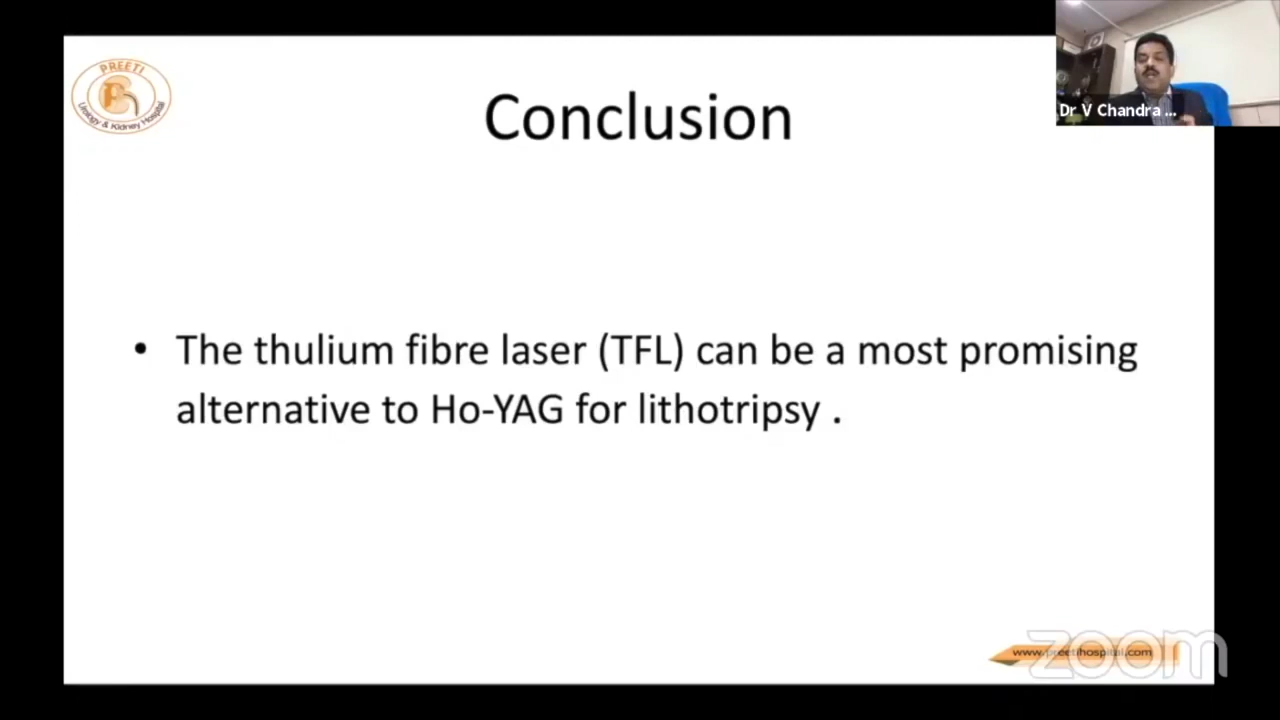 PREETI
Urology & Kidney Hospital
Conclusion
Dr V Chandra ...
• The thulium fibre laser (TFL) can be a most promising
alternative to Ho-YAG for lithotripsy .
www.preetihospital.com
zoom